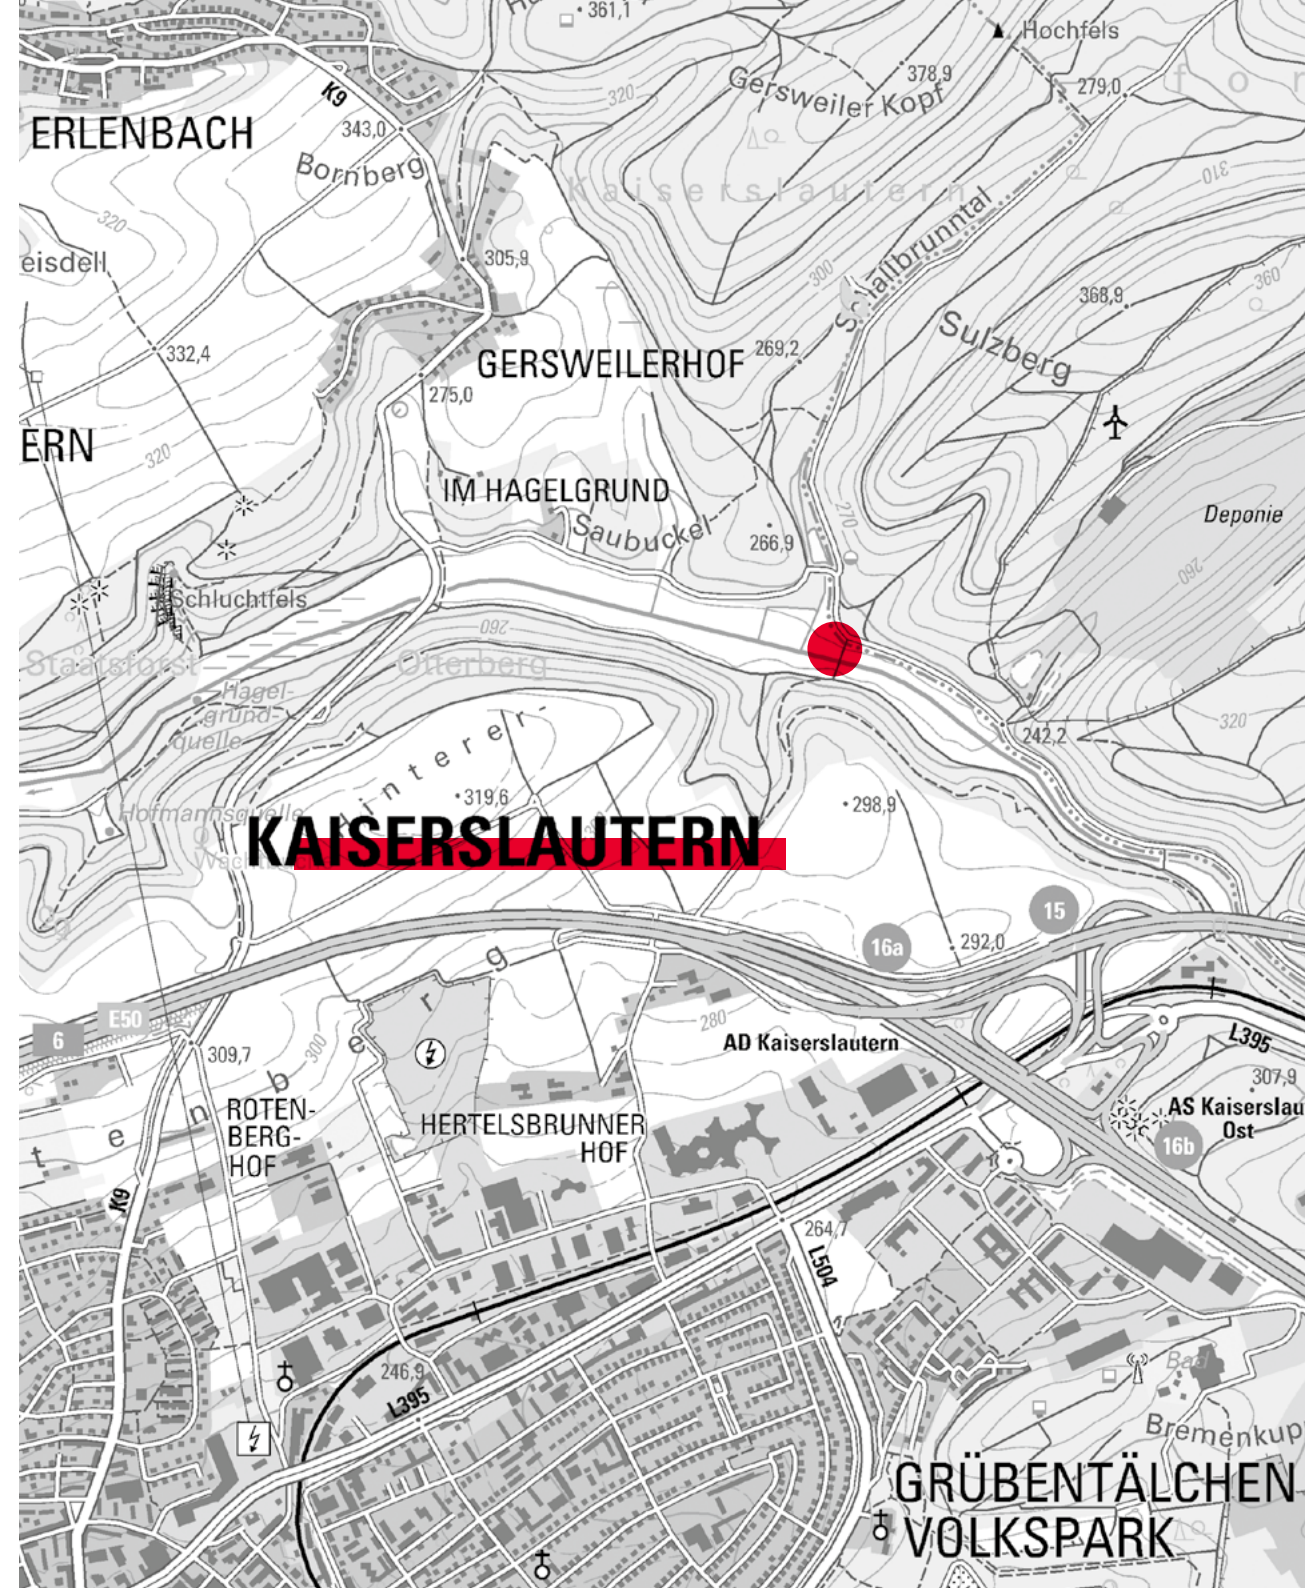 361,1
Hochfels
378,9
Gersweiler Kopf
279,0
for
K9
320
343,0
ERLENBACH
Bornberg
Kaiserslautern
310
320
305,9
eisdell
Schallbrunntal
300
360
368,9
Sulzberg
332,4
269,2
GERSWEILERHOF
275,0
ERN
320
IM HAGELGRUND
Saubuckel
270
266,9
Deponie
260
Schluchtfels
260
Staatsforst
Otterberg
Hagel-
grund-
quelle
320
242,2
Hinterer-
319,6
298,9
Hofmannsquelle
KAISERSLAUTERN
15
16a
292,0
E50
6
280
AD Kaiserslautern
L395
309,7
300
307,9
ROTEN-
BERG-
HOF
HERTELSBRUNNER
HOF
AS Kaiserslau
Ost
16b
tenberg
K9
264,7
L504
246,9
L395
Bad
Bremenkup
GRÜBENTÄLCHEN
VOLKSPARK